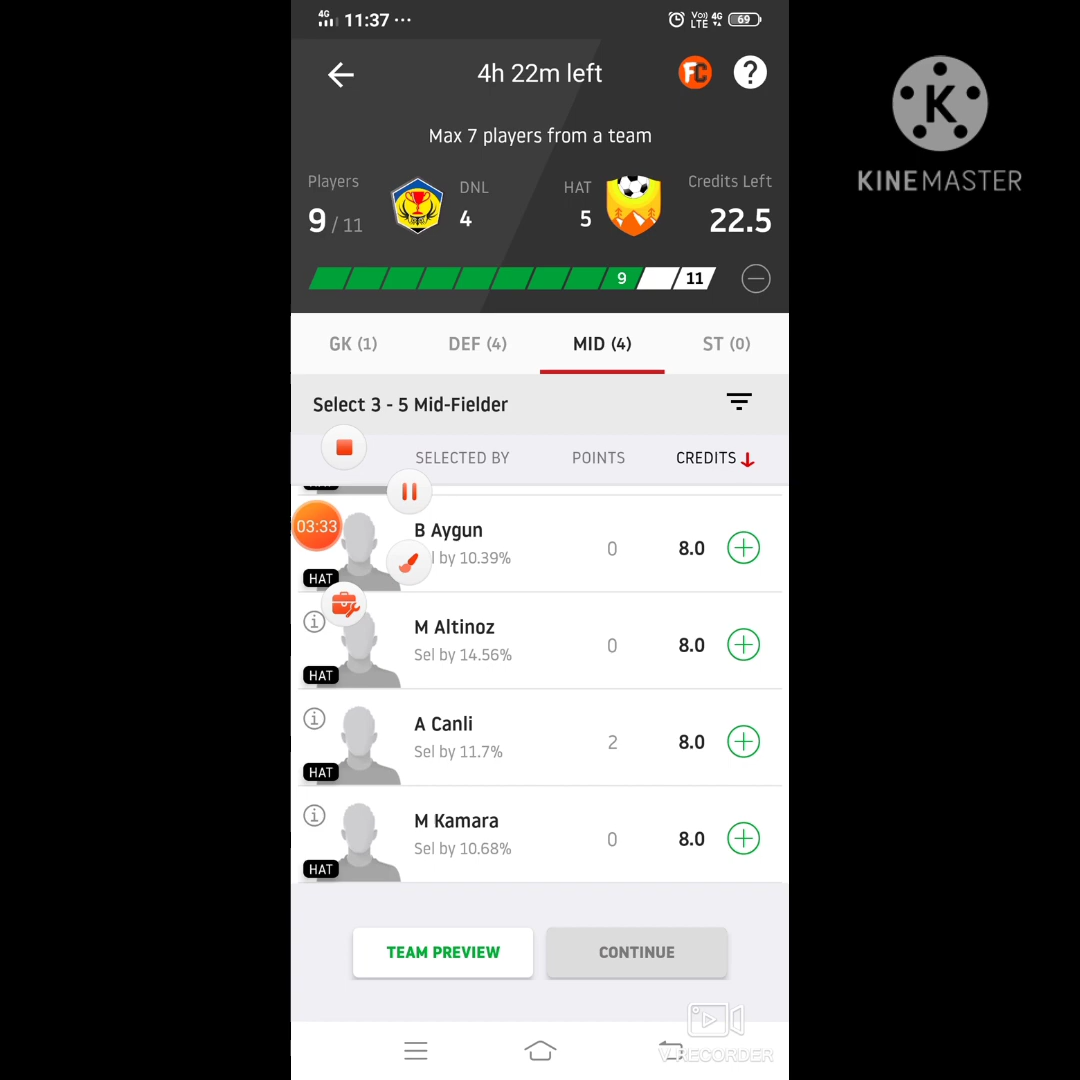 4G 11:37 ··· VoLTE 4G 69
4h 22m left FC ?
K
KINEMASTER
Max 7 players from a team
Players DNL HAT Credits Left
9 / 11 4 5 22.5
9 11
GK (1) DEF (4) MID (4) ST (0)
Select 3 - 5 Mid-Fielder
SELECTED BY POINTS CREDITS
03:33
B Aygun
l by 10.39% 0 8.0
HAT
M Altinoz
Sel by 14.56% 0 8.0
HAT
A Canli
Sel by 11.7% 2 8.0
HAT
M Kamara
Sel by 10.68% 0 8.0
HAT
TEAM PREVIEW CONTINUE
V RECORDER